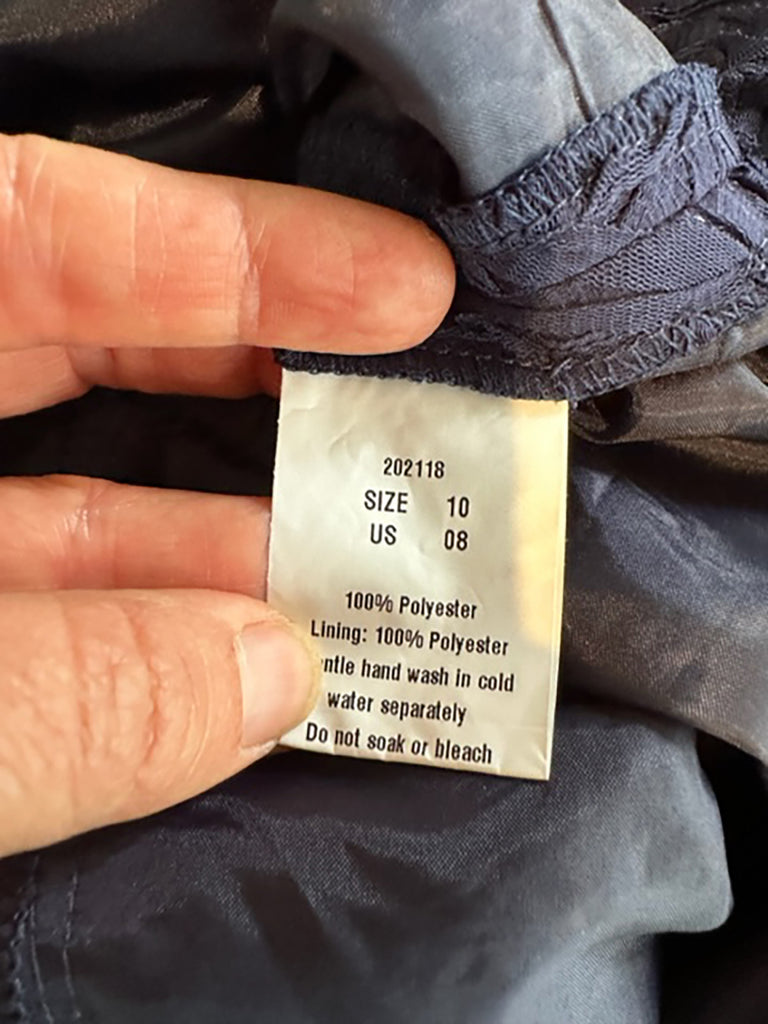 202118
SIZE 10
US 08
100% Polyester
Lining: 100% Polyester
hand wash in cold
water separately
Do not soak or bleach